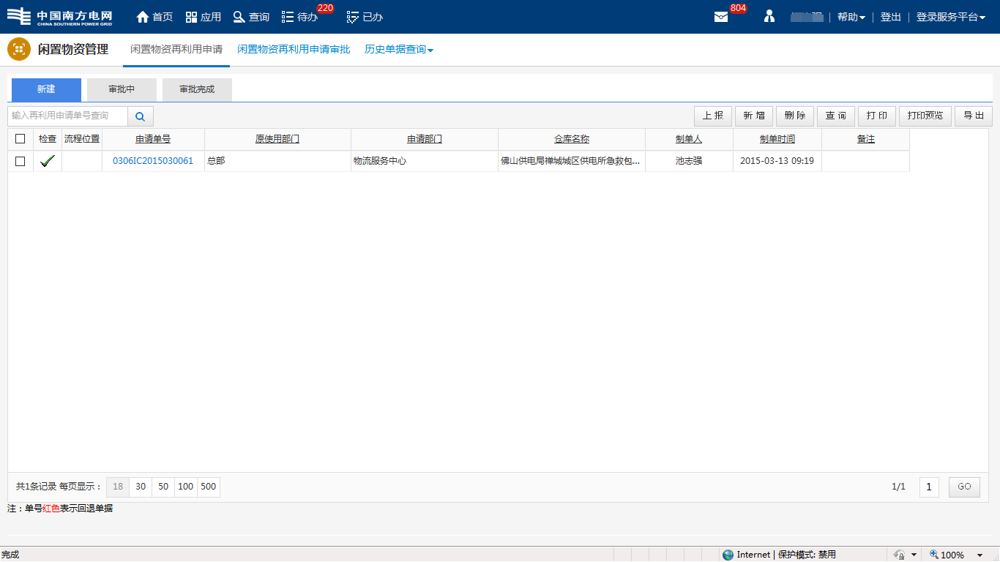 中国南方电网 首页 应用 查询 待办 220 已办 804 帮助 登出 登录服务平台
CHINA SOUTHERN POWER GRID
闲置物资管理 闲置物资再利用申请 闲置物资再利用申请审批 历史单据查询
新建 审批中 审批完成
输入再利用申请单号查询 上报 新增 删除 查询 打印 打印预览 导出
检查 流程位置 申请单号 原使用部门 申请部门 仓库名称 制单人 制单时间 备注
0306IC2015030061 总部 物流服务中心 佛山供电局禅城城区供电所急救包... 池志强 2015-03-13 09:19
共1条记录 每页显示： 18 30 50 100 500 1/1 1 GO
注：单号红色表示回退单据
完成 Internet | 保护模式: 禁用 100%